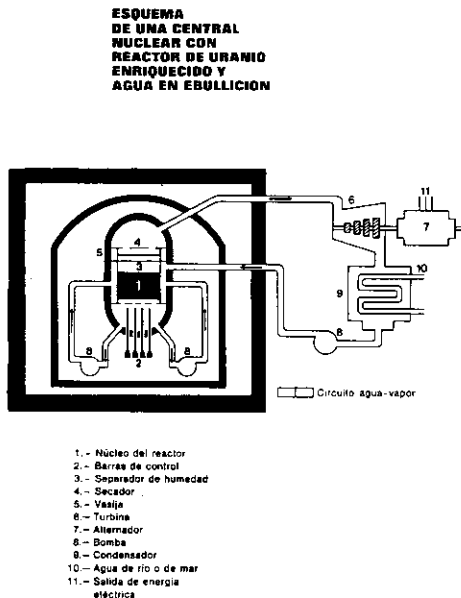 ESQUEMA
DE UNA CENTRAL
NUCLEAR CON
REACTOR DE URANIO
ENRIQUECIDO Y
AGUA EN EBULLICION
6
11
7
4
5
3
1
10
9
8
8
8
2
Circuito agua-vapor
1.- Núcleo del reactor
2.- Barras de control
3.- Separador de humedad
4.- Secador
5.- Vasija
6.- Turbina
7.- Alternador
8.- Bomba
9.- Condensador
10.- Agua de río o de mar
11.- Salida de energía
eléctrica